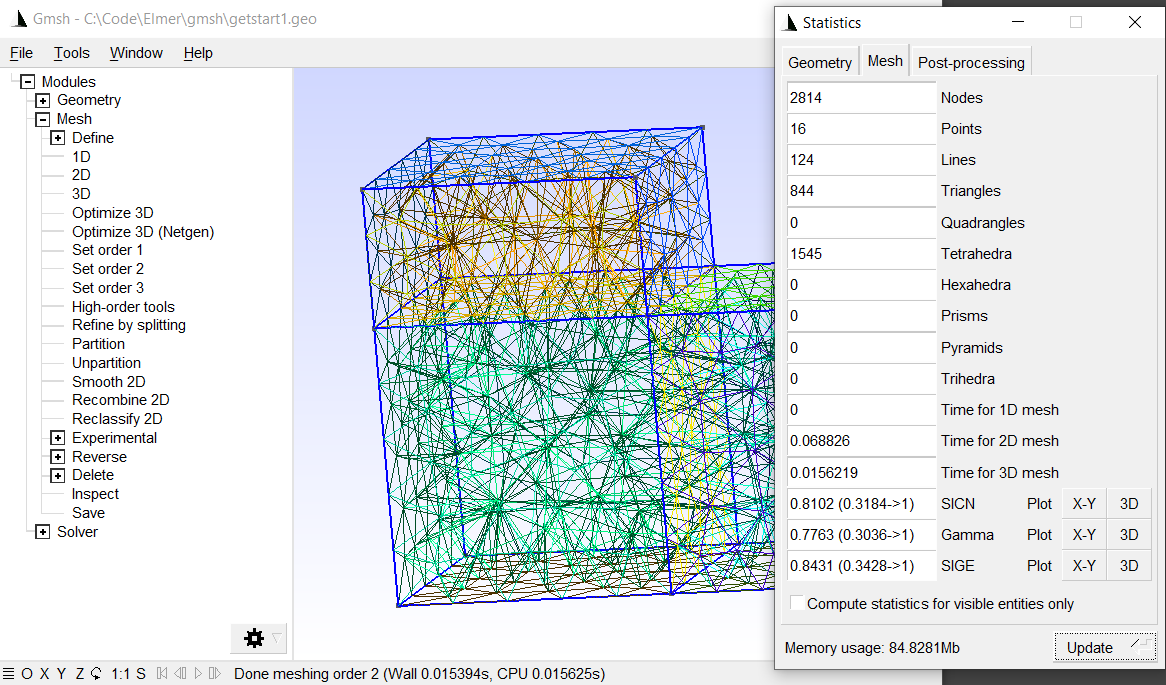 Gmsh - C:\Code\Elmer\gmsh\getstart1.geo
File Tools Window Help
Modules
Geometry
Mesh
Define
1D
2D
3D
Optimize 3D
Optimize 3D (Netgen)
Set order 1
Set order 2
Set order 3
High-order tools
Refine by splitting
Partition
Unpartition
Smooth 2D
Recombine 2D
Reclassify 2D
Experimental
Reverse
Delete
Inspect
Save
Solver
O X Y Z 1:1 S Done meshing order 2 (Wall 0.015394s, CPU 0.015625s)
Statistics
Geometry Mesh Post-processing
2814 Nodes
16 Points
124 Lines
844 Triangles
0 Quadrangles
1545 Tetrahedra
0 Hexahedra
0 Prisms
0 Pyramids
0 Trihedra
0 Time for 1D mesh
0.068826 Time for 2D mesh
0.0156219 Time for 3D mesh
0.8102 (0.3184->1) SICN Plot X-Y 3D
0.7763 (0.3036->1) Gamma Plot X-Y 3D
0.8431 (0.3428->1) SIGE Plot X-Y 3D
Compute statistics for visible entities only
Memory usage: 84.8281Mb Update